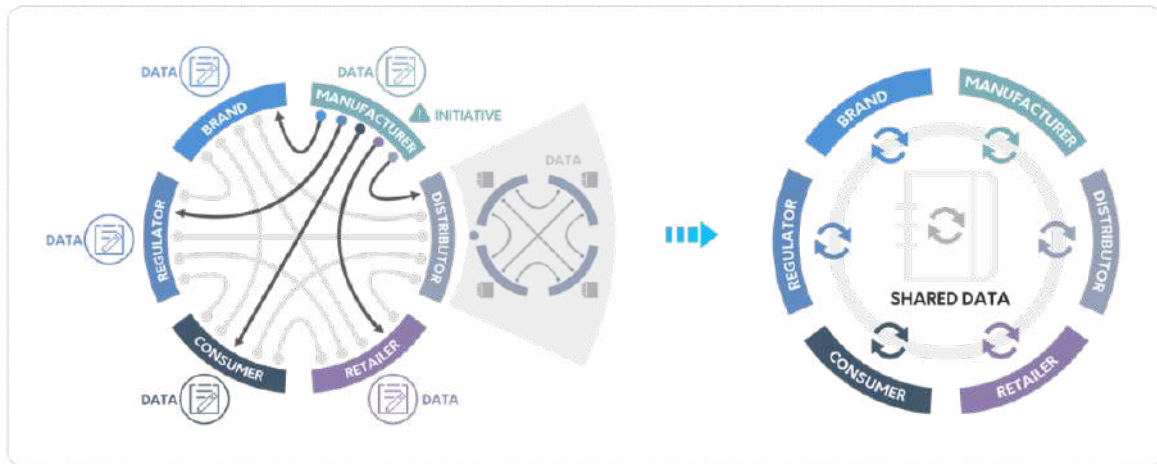 DATA
DATA
BRAND
MANUFACTURER
INITIATIVE
DATA
REGULATOR
DISTRIBUTOR
DATA
CONSUMER
RETAILER
DATA
DATA
BRAND
MANUFACTURER
REGULATOR
DISTRIBUTOR
SHARED DATA
CONSUMER
RETAILER